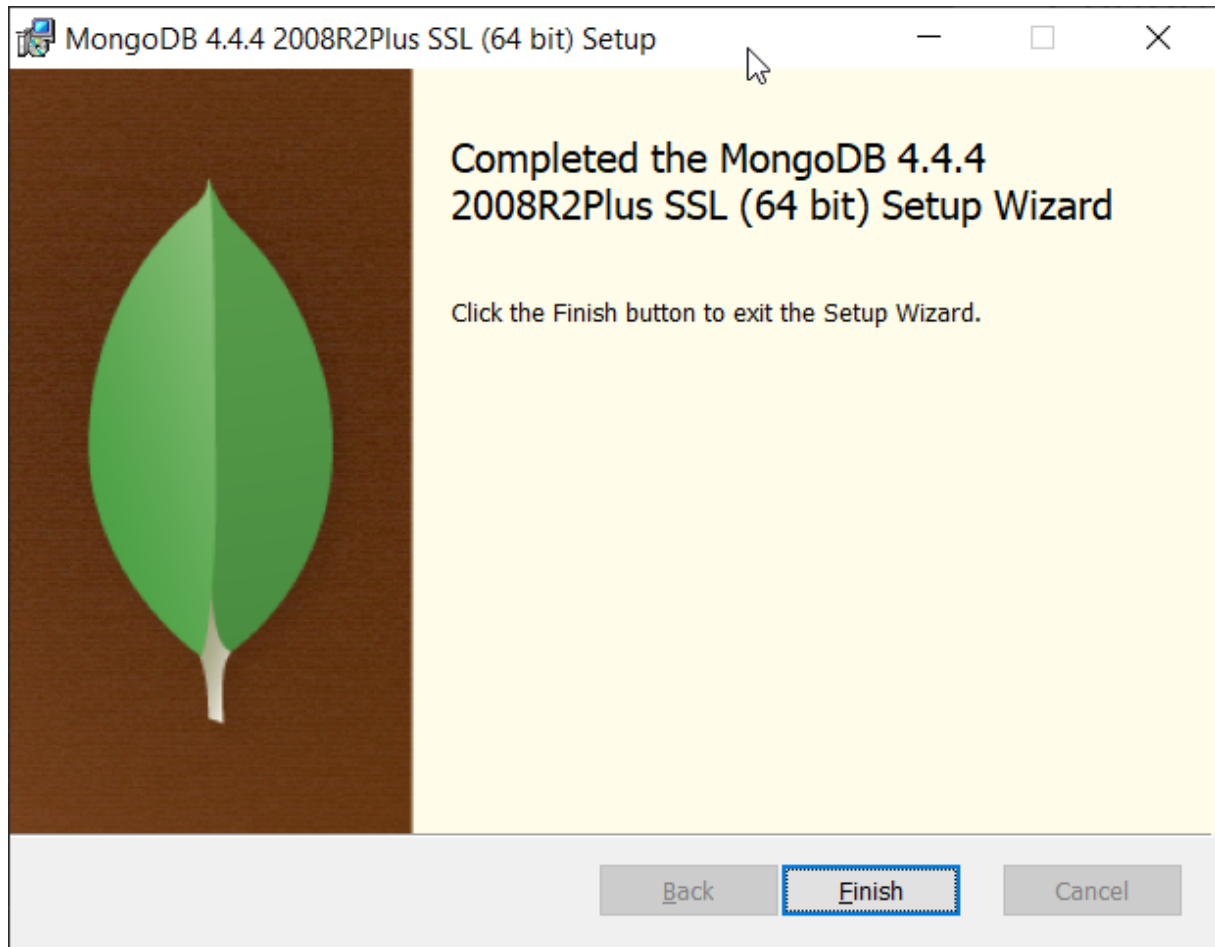 MongoDB 4.4.4 2008R2Plus SSL (64 bit) Setup
Completed the MongoDB 4.4.4
2008R2Plus SSL (64 bit) Setup Wizard
Click the Finish button to exit the Setup Wizard.
Back
Finish
Cancel